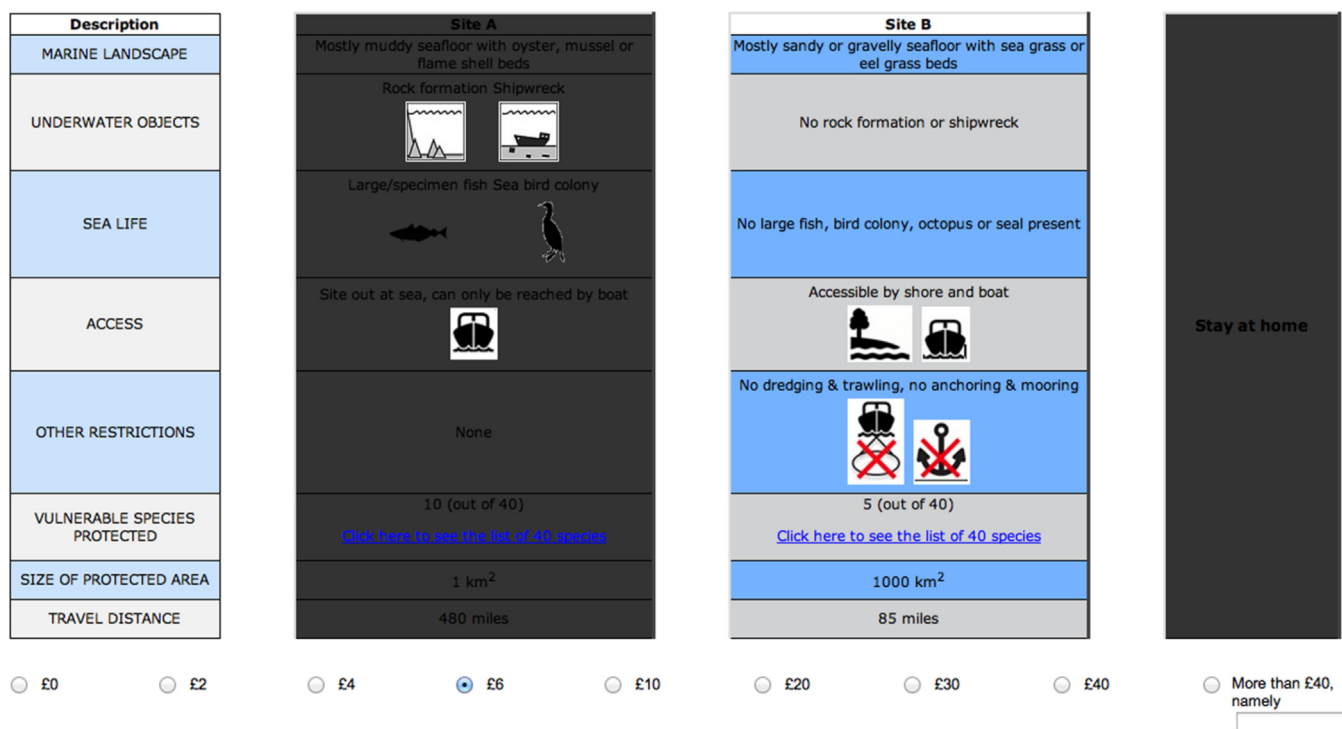 Description
Site A
Site B
MARINE LANDSCAPE
Mostly muddy seafloor with oyster, mussel or
flame shell beds
Mostly sandy or gravelly seafloor with sea grass or
eel grass beds
UNDERWATER OBJECTS
Rock formation Shipwreck
No rock formation or shipwreck
SEA LIFE
Large/specimen fish Sea bird colony
No large fish, bird colony, octopus or seal present
ACCESS
Site out at sea, can only be reached by boat
Accessible by shore and boat
Stay at home
OTHER RESTRICTIONS
None
No dredging & trawling, no anchoring & mooring
VULNERABLE SPECIES
PROTECTED
10 (out of 40)
Click here to see the list of 40 species
5 (out of 40)
Click here to see the list of 40 species
SIZE OF PROTECTED AREA
1 km²
1000 km²
TRAVEL DISTANCE
480 miles
85 miles
£0
£2
£4
£6
£10
£20
£30
£40
More than £40,
namely